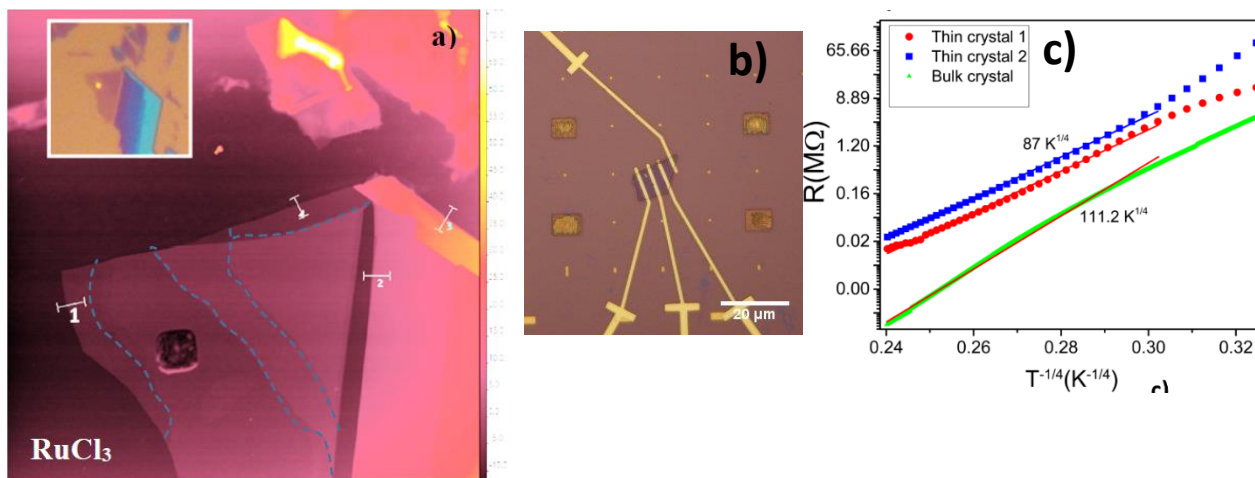 a)
1
2
3
RuCl3
b)
20 μm
c)
Thin crystal 1
Thin crystal 2
Bulk crystal
R(MΩ)
65.66
8.89
1.20
0.16
0.02
0.00
87 K1/4
111.2 K1/4
0.24 0.26 0.28 0.30 0.32
T-1/4(K-1/4)
c)